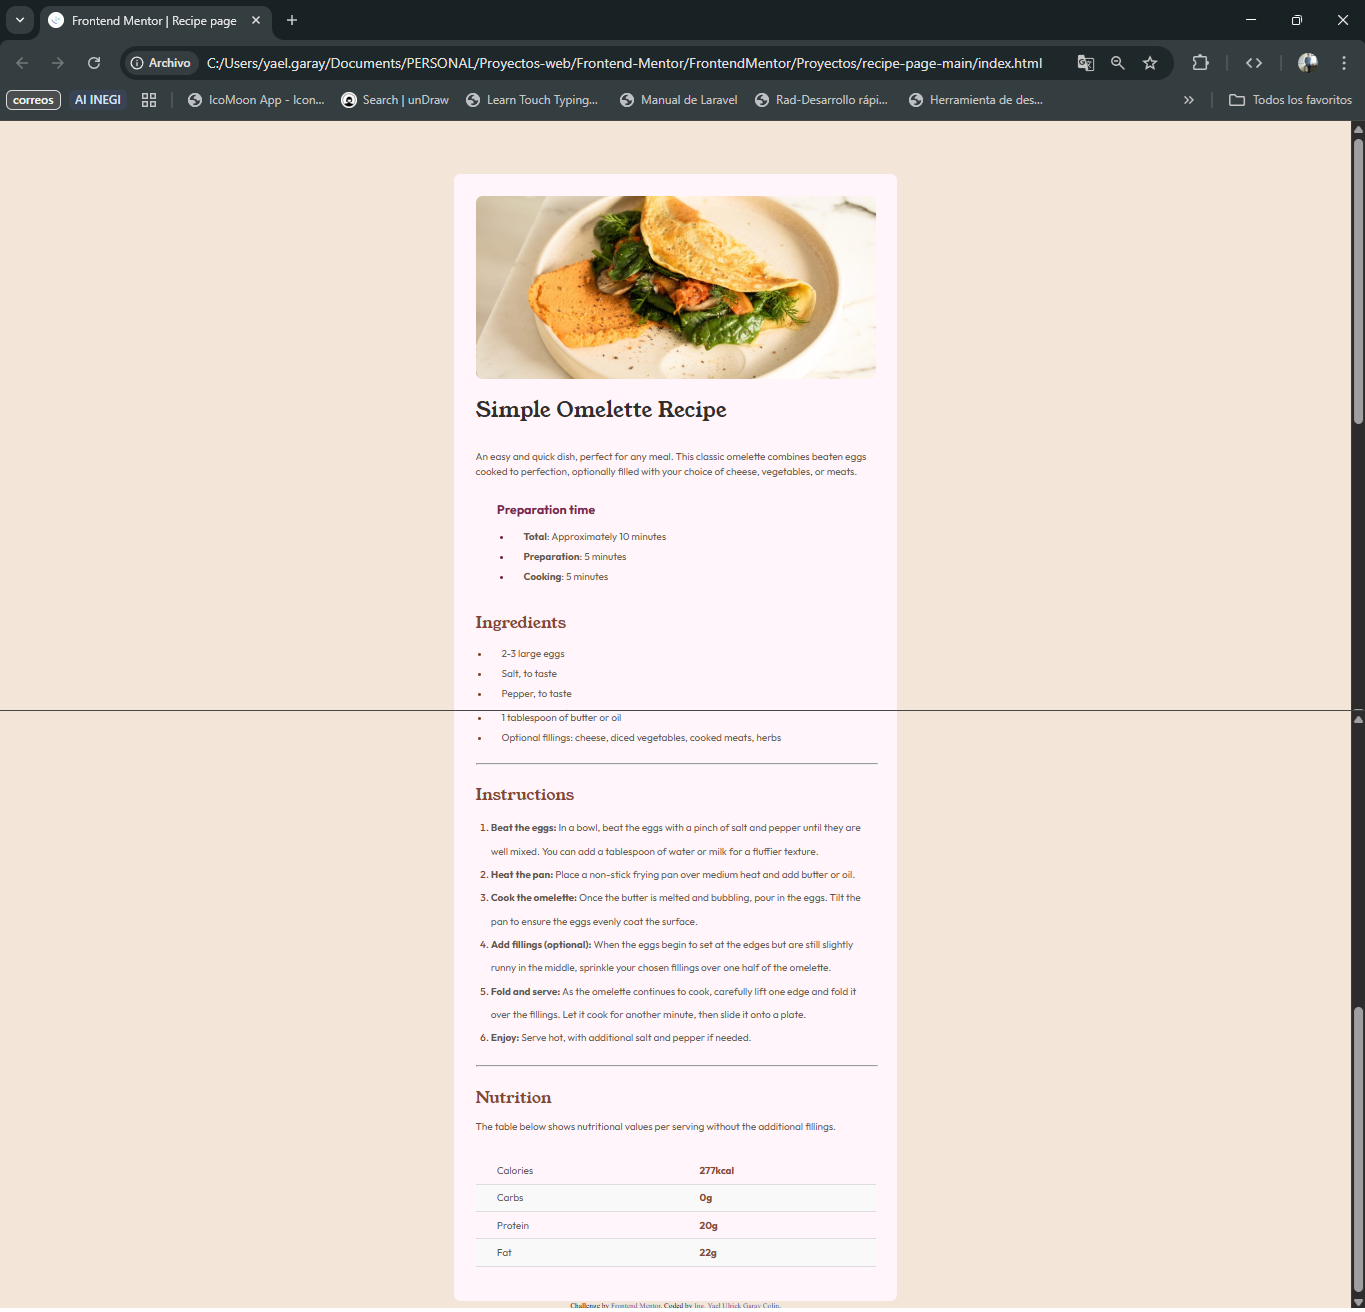 Frontend Mentor | Recipe page
Archivo C:/Users/yael.garay/Documents/PERSONAL/Proyectos-web/Frontend-Mentor/FrontendMentor/Proyectos/recipe-page-main/index.html
correos AI INEGI IcoMoon App - Icon... Search | unDraw Learn Touch Typing... Manual de Laravel Rad-Desarrollo rápi... Herramienta de des... » Todos los favoritos
Simple Omelette Recipe
An easy and quick dish, perfect for any meal. This classic omelette combines beaten eggs
cooked to perfection, optionally filled with your choice of cheese, vegetables, or meats.
Preparation time
• Total: Approximately 10 minutes
• Preparation: 5 minutes
• Cooking: 5 minutes
Ingredients
• 2-3 large eggs
• Salt, to taste
• Pepper, to taste
• 1 tablespoon of butter or oil
• Optional fillings: cheese, diced vegetables, cooked meats, herbs
Instructions
1. Beat the eggs: In a bowl, beat the eggs with a pinch of salt and pepper until they are
well mixed. You can add a tablespoon of water or milk for a fluffier texture.
2. Heat the pan: Place a non-stick frying pan over medium heat and add butter or oil.
3. Cook the omelette: Once the butter is melted and bubbling, pour in the eggs. Tilt the
pan to ensure the eggs evenly coat the surface.
4. Add fillings (optional): When the eggs begin to set at the edges but are still slightly
runny in the middle, sprinkle your chosen fillings over one half of the omelette.
5. Fold and serve: As the omelette continues to cook, carefully lift one edge and fold it
over the fillings. Let it cook for another minute, then slide it onto a plate.
6. Enjoy: Serve hot, with additional salt and pepper if needed.
Nutrition
The table below shows nutritional values per serving without the additional fillings.
Calories 277kcal
Carbs 0g
Protein 20g
Fat 22g
Challenge by Frontend Mentor. Coded by Ing. Yael Ulrick Garay Colin.